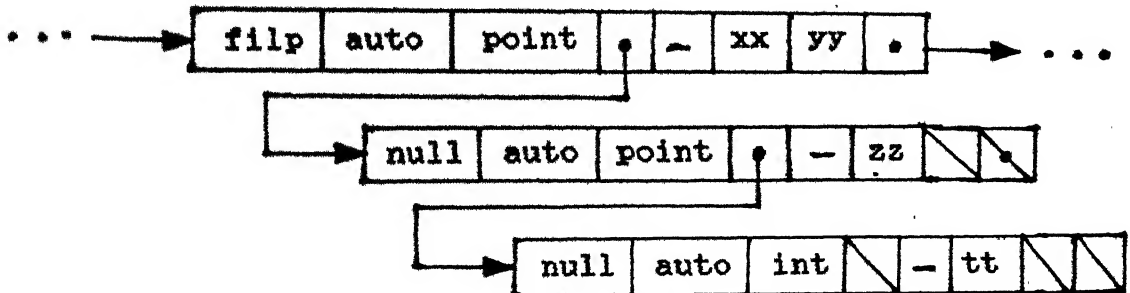 ... filp auto point - xx yy ...
null auto point - zz
null auto int - tt